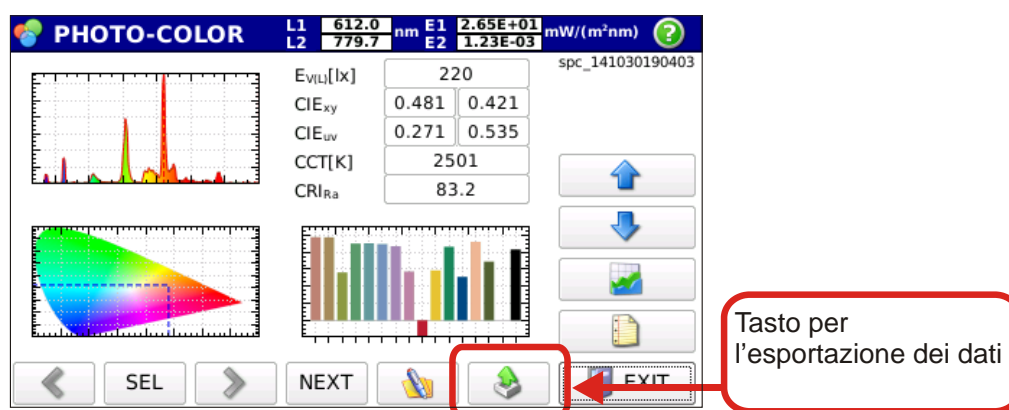 PHOTO-COLOR
L1 612.0 nm E1 2.65E+01 mW/(m²nm)
L2 779.7 E2 1.23E-03
?
spc_141030190403
EV(L)[lx] 220
CIExy 0.481 0.421
CIEuv 0.271 0.535
CCT[K] 2501
CRIRa 83.2
SEL
NEXT
EXIT
Tasto per
l'esportazione dei dati